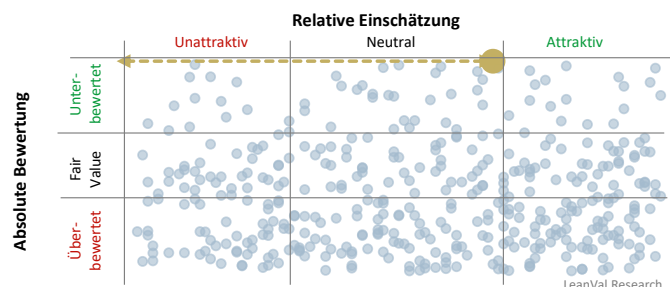 Relative Einschätzung
Unattraktiv
Neutral
Attraktiv
Absolute Bewertung
Unter-
bewertet
Fair
Value
Über-
bewertet
LeanVal Research